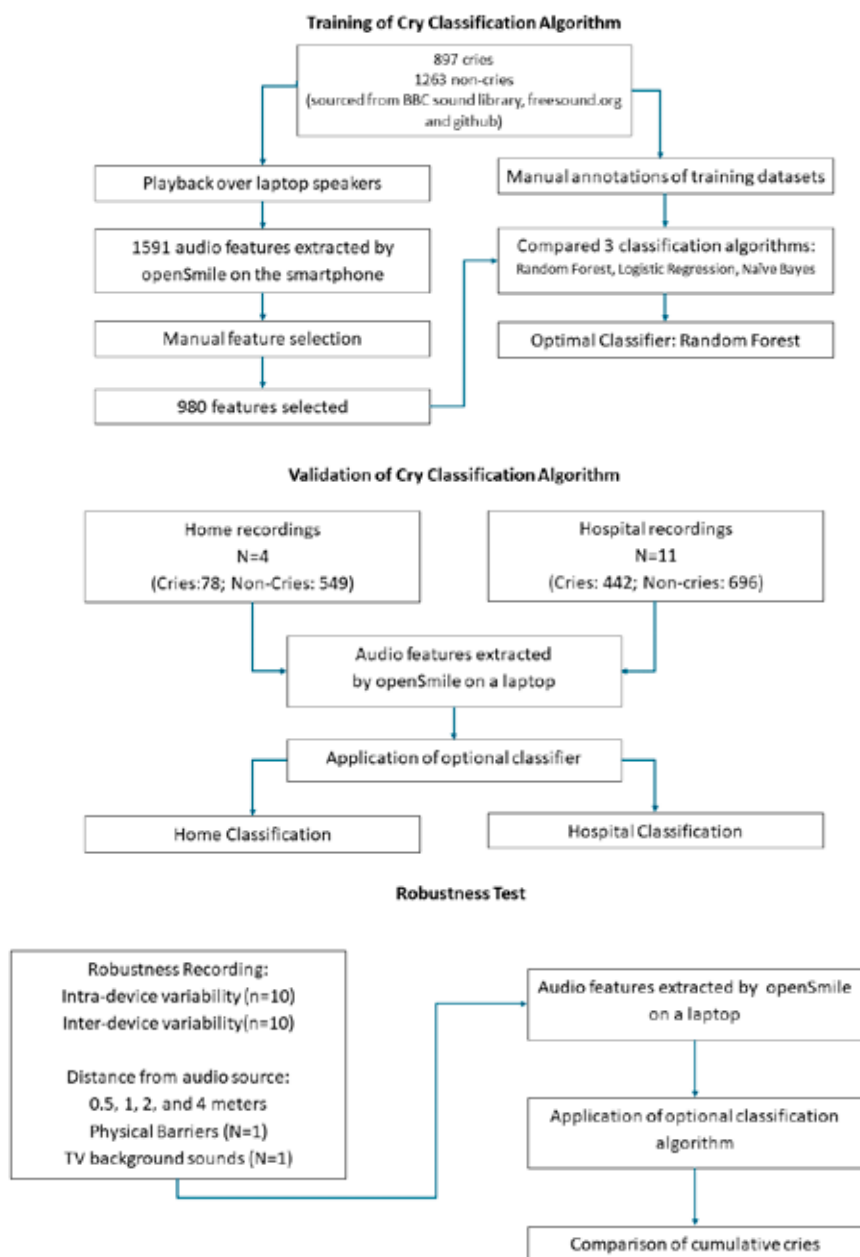 Training of Cry Classification Algorithm
897 cries
1263 non-cries
(sourced from BBC sound library, freesound.org
and github)
Playback over laptop speakers
1591 audio features extracted by
openSmile on the smartphone
Manual feature selection
980 features selected
Manual annotations of training datasets
Compared 3 classification algorithms:
Random Forest, Logistic Regression, Naïve Bayes
Optimal Classifier: Random Forest
Validation of Cry Classification Algorithm
Home recordings
N=4
(Cries:78; Non-Cries: 549)
Hospital recordings
N=11
(Cries: 442; Non-cries: 696)
Audio features extracted
by openSmile on a laptop
Application of optional classifier
Home Classification
Hospital Classification
Robustness Test
Robustness Recording:
Intra-device variability (n=10)
Inter-device variability(n=10)
Distance from audio source:
0.5, 1, 2, and 4 meters
Physical Barriers (N=1)
TV background sounds (N=1)
Audio features extracted by openSmile
on a laptop
Application of optional classification
algorithm
Comparison of cumulative cries